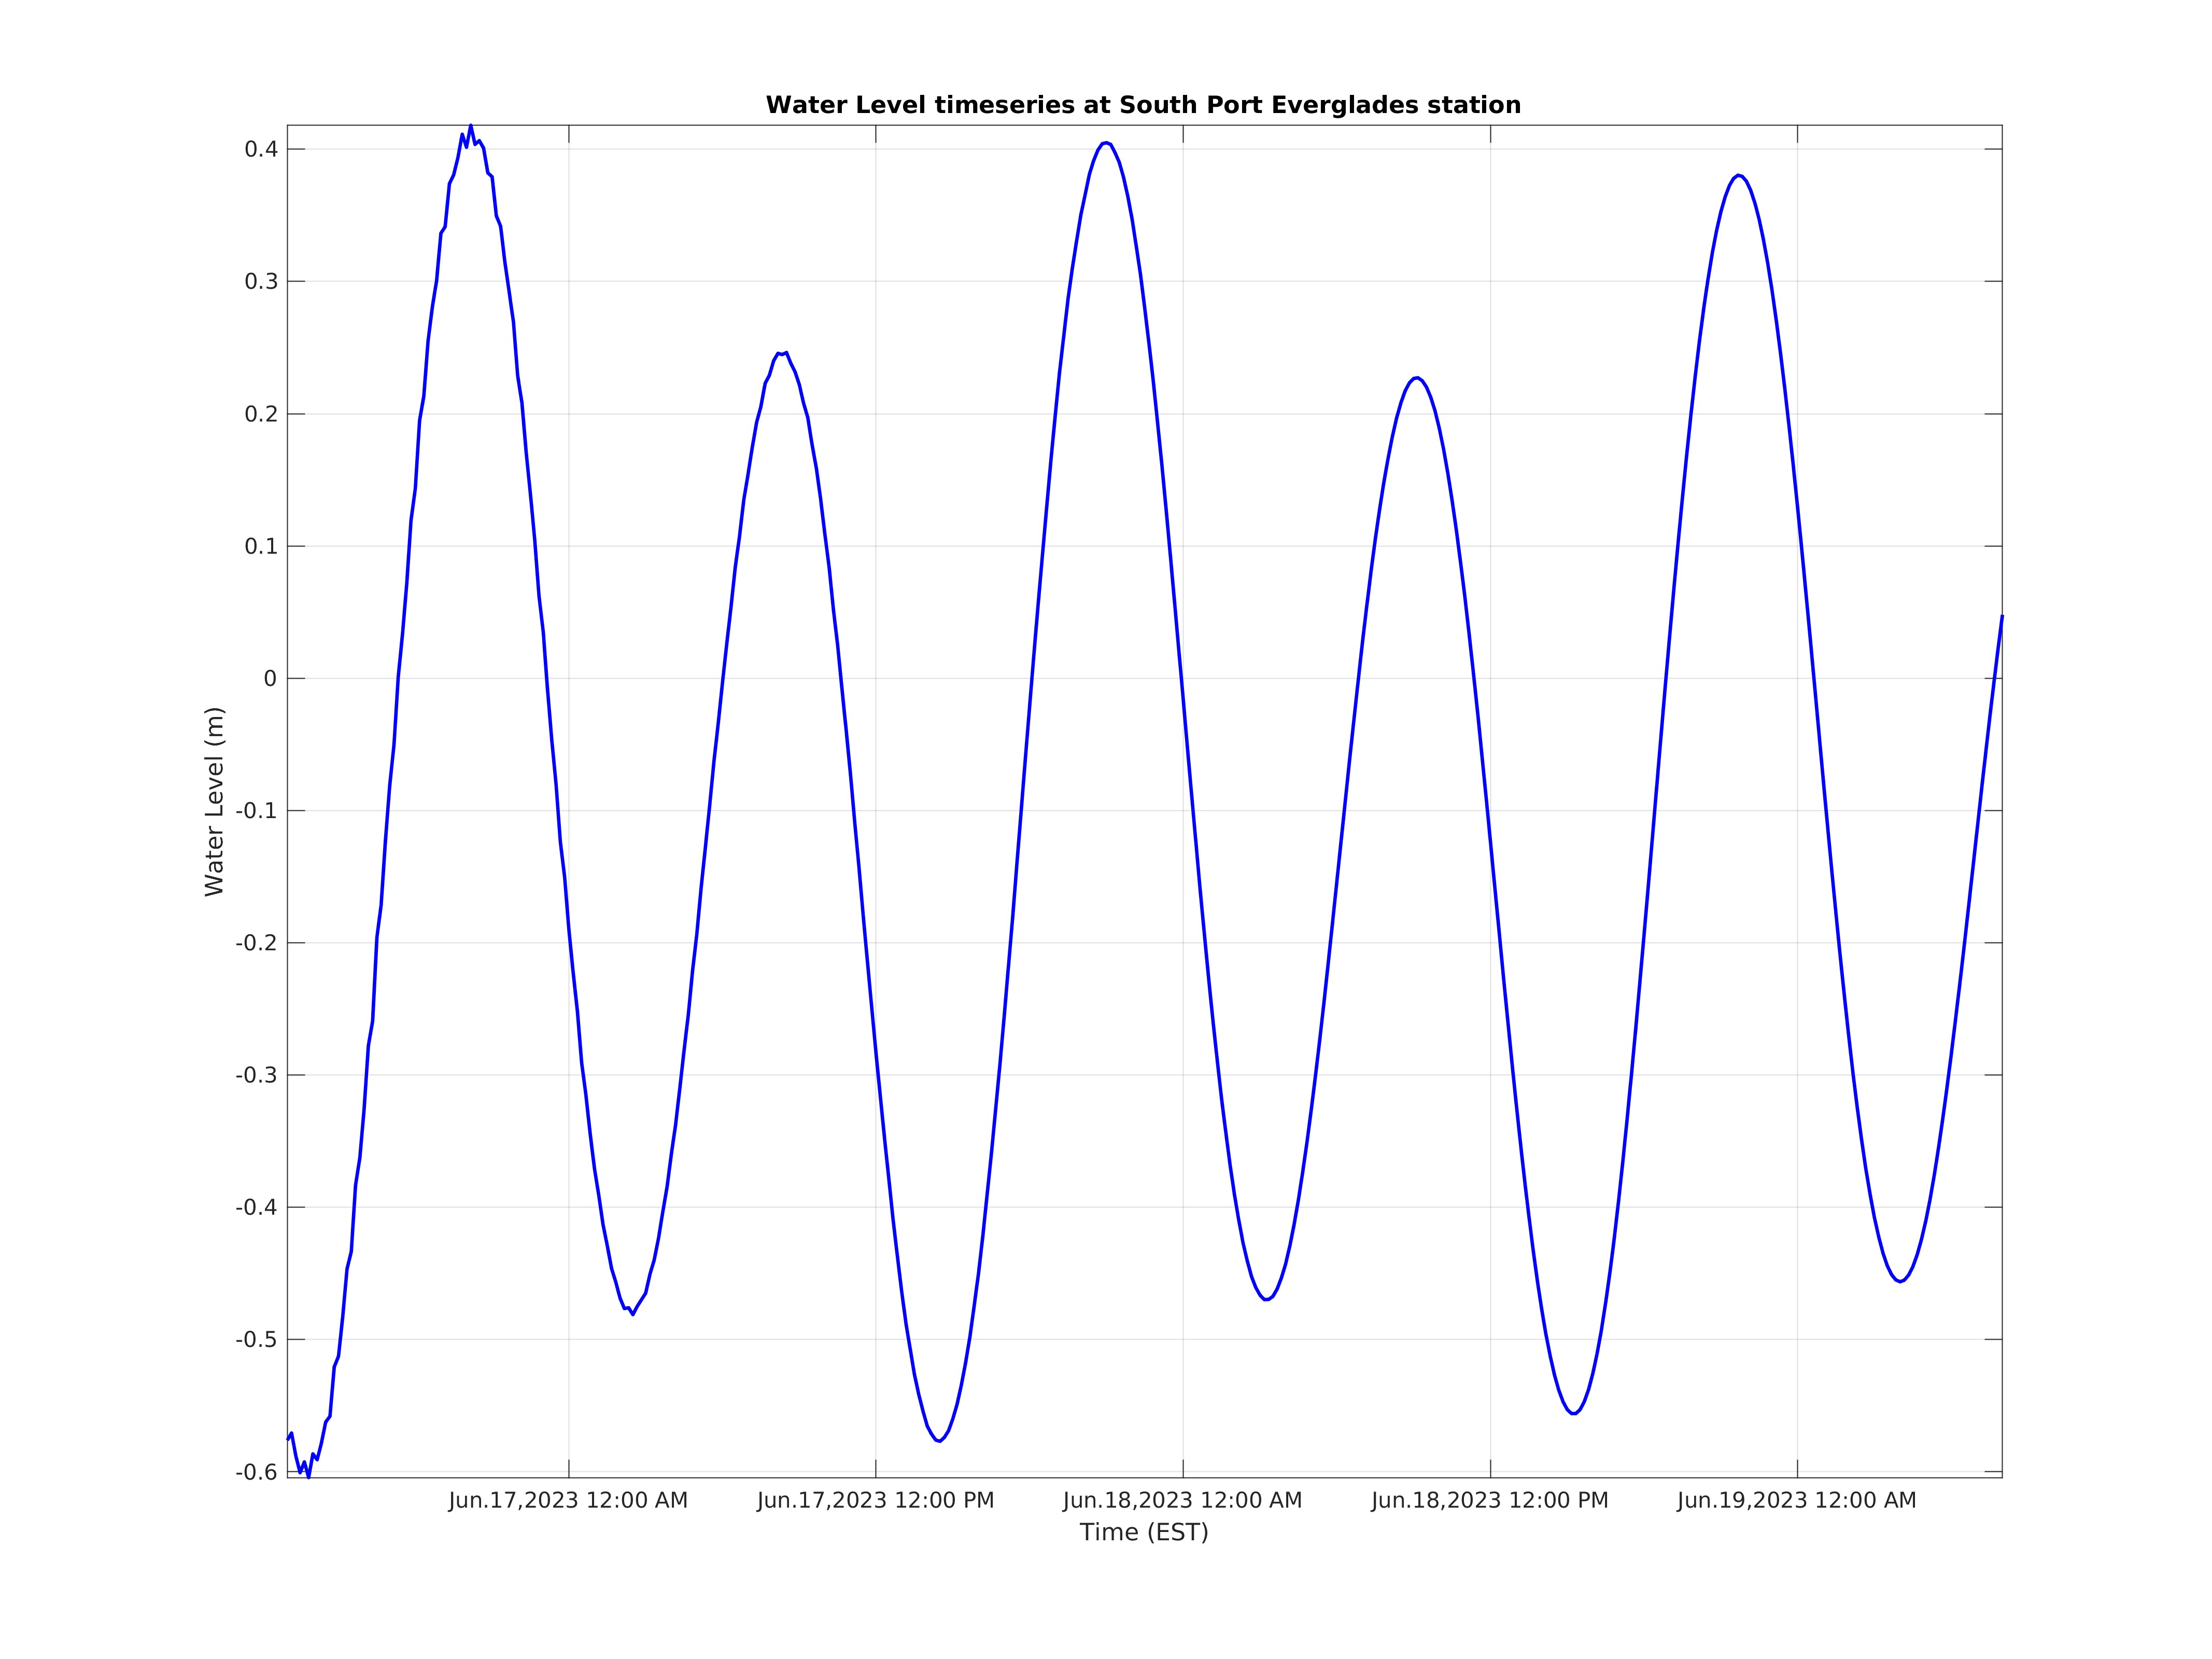 Water Level timeseries at South Port Everglades station
0.4
0.3
0.2
0.1
0
-0.1
-0.2
-0.3
-0.4
-0.5
-0.6
Water Level (m)
Jun.17,2023 12:00 AM
Jun.17,2023 12:00 PM
Jun.18,2023 12:00 AM
Jun.18,2023 12:00 PM
Jun.19,2023 12:00 AM
Time (EST)